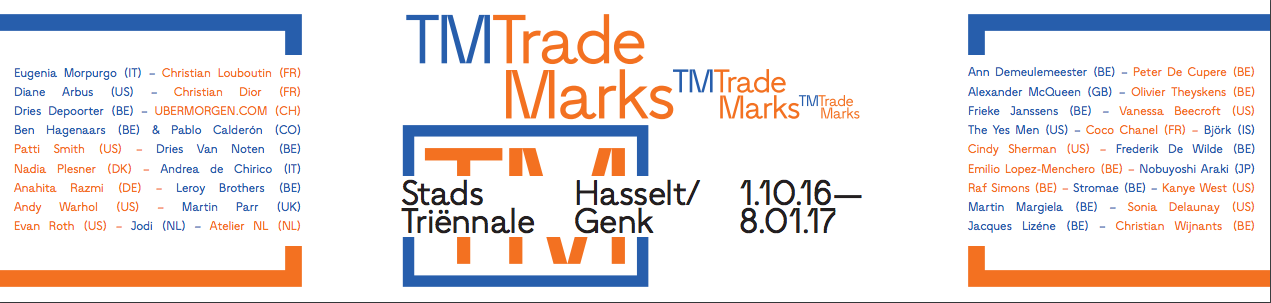 Eugenia Morpurgo (IT) – Christian Louboutin (FR)
Diane Arbus (US) – Christian Dior (FR)
Dries Depoorter (BE) – UBERMORGEN.COM (CH)
Ben Hagenaars (BE) & Pablo Calderón (CO)
Patti Smith (US) – Dries Van Noten (BE)
Nadia Plesner (DK) – Andrea de Chirico (IT)
Anahita Razmi (DE) – Leroy Brothers (BE)
Andy Warhol (US) – Martin Parr (UK)
Evan Roth (US) – Jodi (NL) – Atelier NL (NL)
TMTrade
Marks
TMTrade
Marks
TMTrade
Marks
TM
Stads Hasselt/ 1.10.16—
Triënnale Genk 8.01.17
TM
Ann Demeulemeester (BE) – Peter De Cupere (BE)
Alexander McQueen (GB) – Olivier Theyskens (BE)
Frieke Janssens (BE) – Vanessa Beecroft (US)
The Yes Men (US) – Coco Chanel (FR) – Björk (IS)
Cindy Sherman (US) – Frederik De Wilde (BE)
Emilio Lopez-Menchero (BE) – Nobuyoshi Araki (JP)
Raf Simons (BE) – Stromae (BE) – Kanye West (US)
Martin Margiela (BE) – Sonia Delaunay (US)
Jacques Lizéne (BE) – Christian Wijnants (BE)